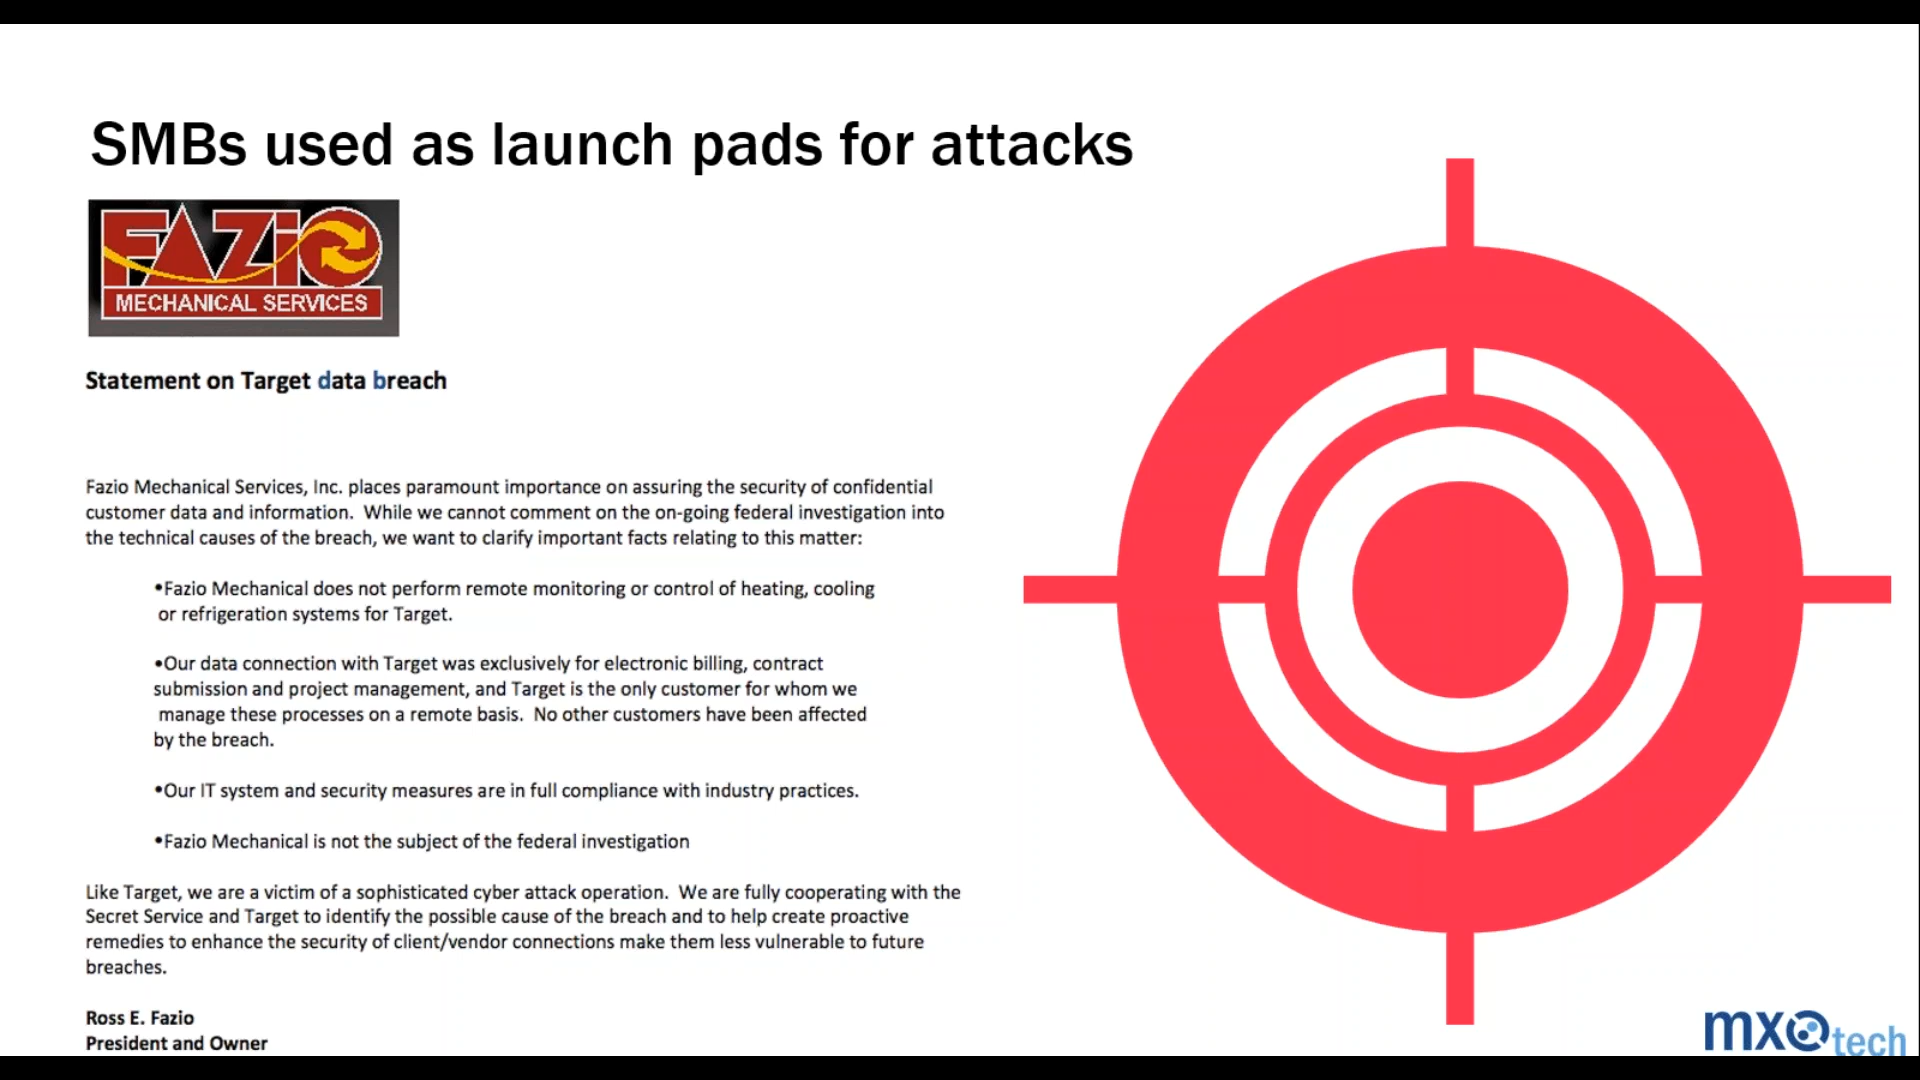 SMBs used as launch pads for attacks
FAZiO
MECHANICAL SERVICES
Statement on Target data breach
Fazio Mechanical Services, Inc. places paramount importance on assuring the security of confidential
customer data and information.  While we cannot comment on the on-going federal investigation into
the technical causes of the breach, we want to clarify important facts relating to this matter:
•Fazio Mechanical does not perform remote monitoring or control of heating, cooling
or refrigeration systems for Target.
•Our data connection with Target was exclusively for electronic billing, contract
submission and project management, and Target is the only customer for whom we
manage these processes on a remote basis.  No other customers have been affected
by the breach.
•Our IT system and security measures are in full compliance with industry practices.
•Fazio Mechanical is not the subject of the federal investigation
Like Target, we are a victim of a sophisticated cyber attack operation.  We are fully cooperating with the
Secret Service and Target to identify the possible cause of the breach and to help create proactive
remedies to enhance the security of client/vendor connections make them less vulnerable to future
breaches.
Ross E. Fazio
President and Owner
mxotech